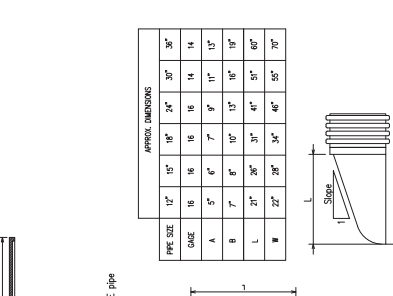 APPROX. DIMENSIONS
PIPE SIZE 12" 15" 18" 24" 30" 36"
GAGE 16 16 16 16 14 14
A 5" 6" 7" 9" 11" 13"
B 7" 8" 10" 13" 16" 19"
L 21" 26" 31" 41" 51" 60"
W 22" 28" 34" 46" 55" 70"
L
Slope
1
pipe